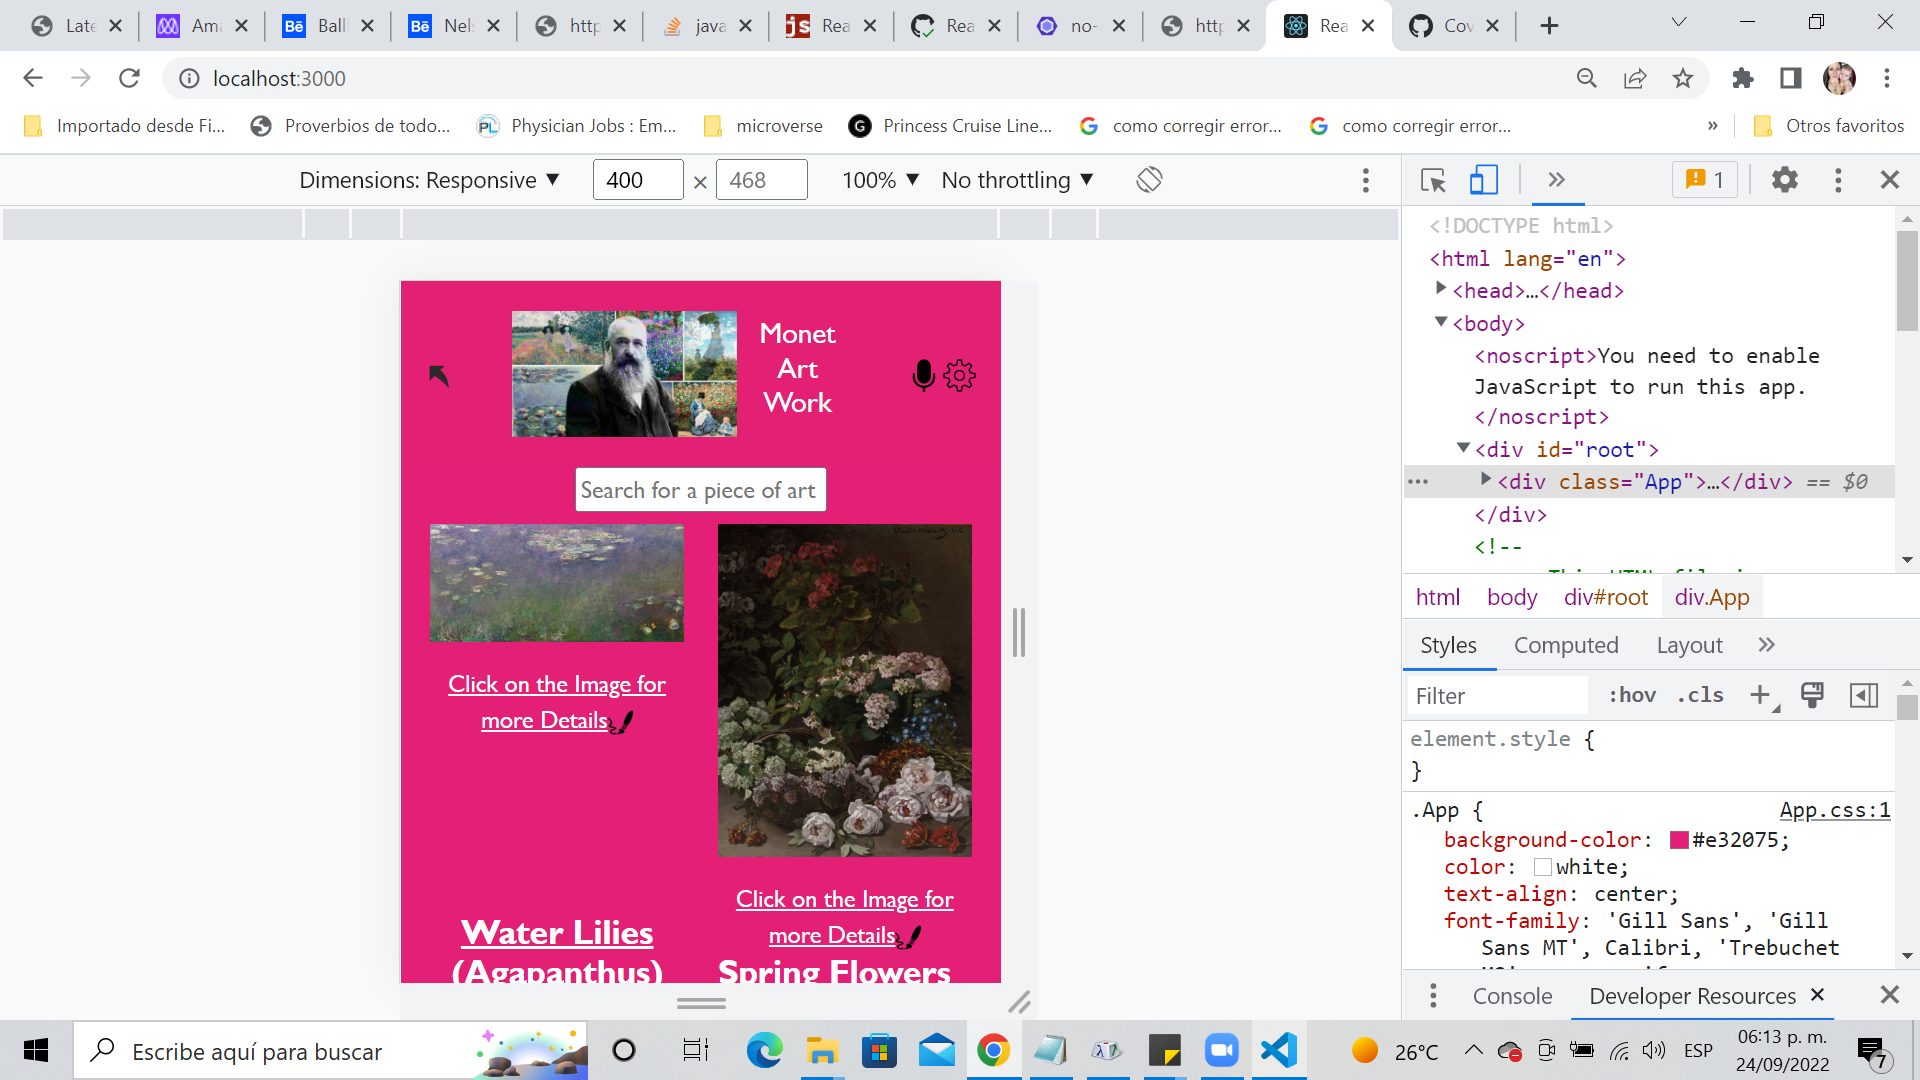 Late
Ama
Bē Ball
Bē Nels
http
java
JS Rea
Rea
no-
http
Rea
Cov
localhost:3000
Importado desde Fi...
Proverbios de todo...
PL Physician Jobs : Em...
microverse
G Princess Cruise Line...
G como corregir error...
G como corregir error...
»
Otros favoritos
Dimensions: Responsive ▼ 400 × 468 100% ▼ No throttling ▼
» 1
<!DOCTYPE html>
<html lang="en">
<head>…</head>
<body>
<noscript>You need to enable
JavaScript to run this app.
</noscript>
<div id="root">
<div class="App">…</div> == $0
</div>
<!--
html body div#root div.App
Styles Computed Layout »
Filter :hov .cls
element.style {
}
.App { App.css:1
background-color: #e32075;
color: white;
text-align: center;
font-family: 'Gill Sans', 'Gill
Sans MT', Calibri, 'Trebuchet
Console Developer Resources
Monet
Art
Work
Search for a piece of art
Click on the Image for
more Details
Water Lilies
(Agapanthus)
Click on the Image for
more Details
Spring Flowers
Escribe aquí para buscar
26°C
ESP
06:13 p. m.
24/09/2022
7